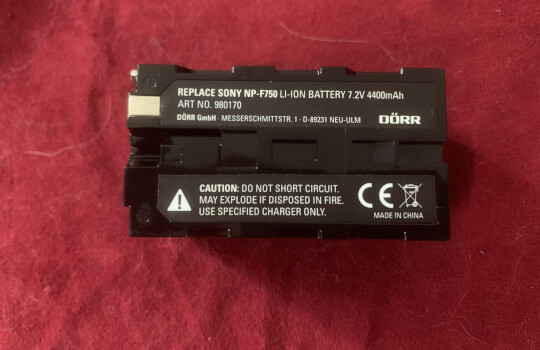 REPLACE SONY NP-F750 LI-ION BATTERY 7.2V 4400mAh
ART NO. 980170
DÖRR GmbH · MESSERSCHMITTSTR. 1 · D-89231 NEU-ULM
DÖRR
CAUTION: DO NOT SHORT CIRCUIT.
MAY EXPLODE IF DISPOSED IN FIRE.
USE SPECIFIED CHARGER ONLY.
CE
MADE IN CHINA